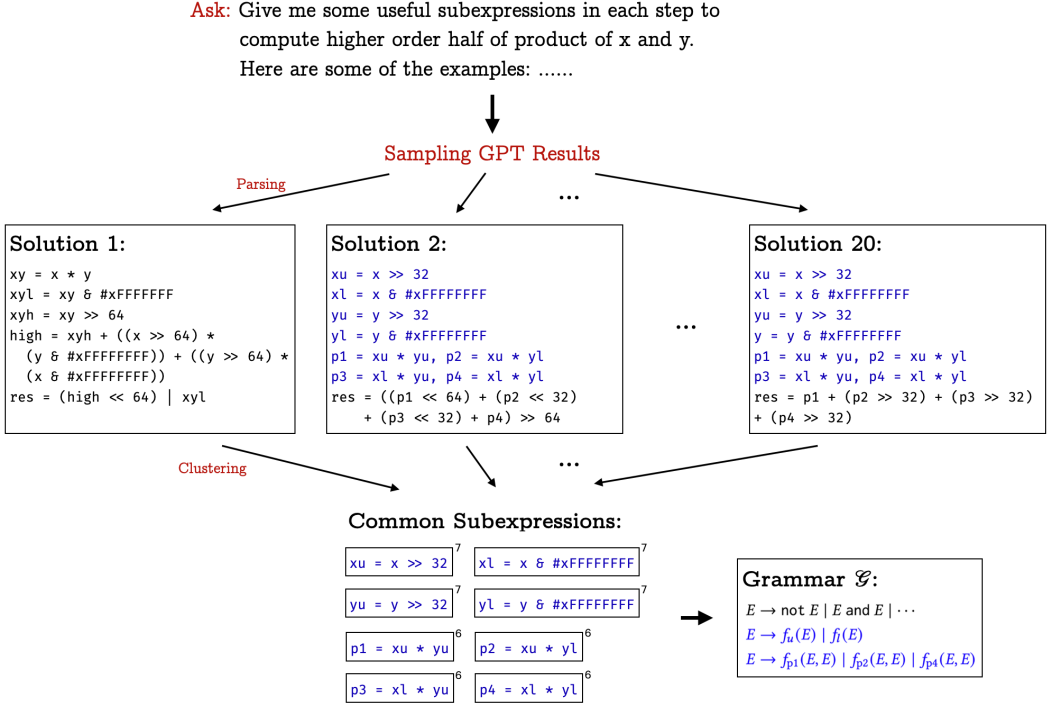 Ask: Give me some useful subexpressions in each step to
compute higher order half of product of x and y.
Here are some of the examples: ......
Sampling GPT Results
Parsing
...
Solution 1:
xy = x * y
xyl = xy & #xFFFFFFF
xyh = xy >> 64
high = xyh + ((x >> 64) *
(y & #xFFFFFFFF)) + ((y >> 64) *
(x & #xFFFFFFFF))
res = (high << 64) | xyl
Solution 2:
xu = x >> 32
xl = x & #xFFFFFFFF
yu = y >> 32
yl = y & #xFFFFFFFF
p1 = xu * yu, p2 = xu * yl
p3 = xl * yu, p4 = xl * yl
res = ((p1 << 64) + (p2 << 32)
+ (p3 << 32) + p4) >> 64
...
Solution 20:
xu = x >> 32
xl = x & #xFFFFFFFF
yu = y >> 32
y = y & #xFFFFFFFF
p1 = xu * yu, p2 = xu * yl
p3 = xl * yu, p4 = xl * yl
res = p1 + (p2 >> 32) + (p3 >> 32)
+ (p4 >> 32)
Clustering
...
Common Subexpressions:
xu = x >> 32 7
xl = x & #xFFFFFFFF 7
yu = y >> 32 7
yl = y & #xFFFFFFFF 7
p1 = xu * yu 6
p2 = xu * yl 6
p3 = xl * yu 6
p4 = xl * yl 6
Grammar 𝒢:
E → not E | E and E | ···
E → fu(E) | fl(E)
E → fp1(E,E) | fp2(E,E) | fp4(E,E)